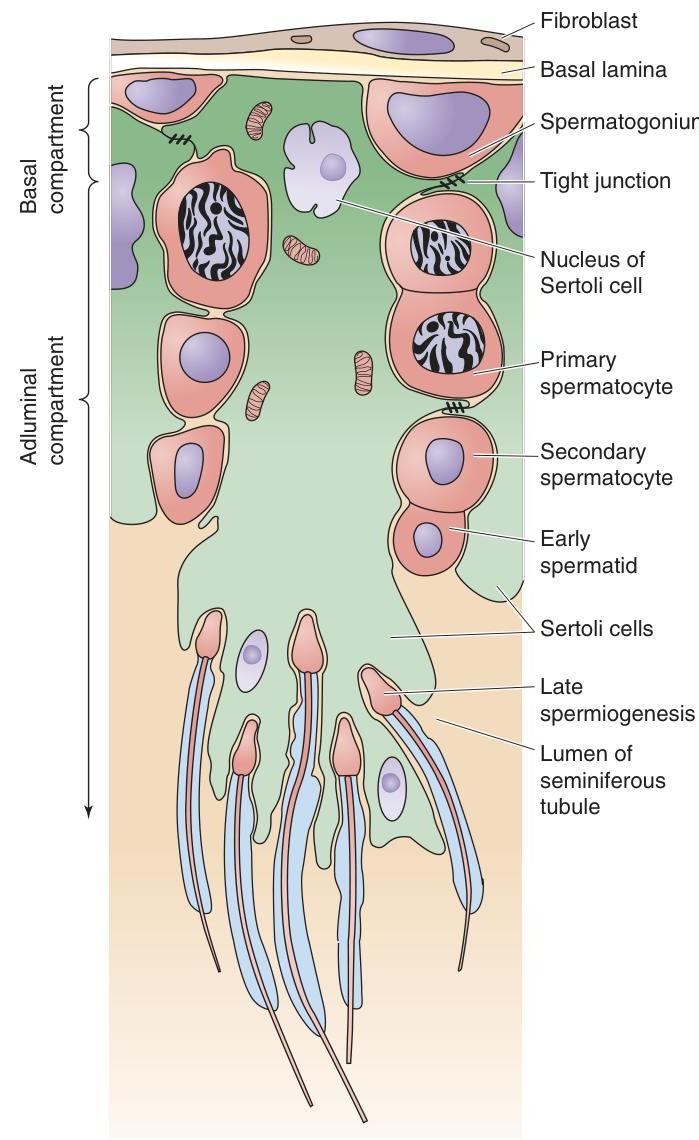 Fibroblast
Basal lamina
Spermatogoniur
Tight junction
Nucleus of
Sertoli cell
Primary
spermatocyte
Secondary
spermatocyte
Early
spermatid
Sertoli cells
Late
spermiogenesis
Lumen of
seminiferous
tubule
Basal
compartment
Adluminal
compartment